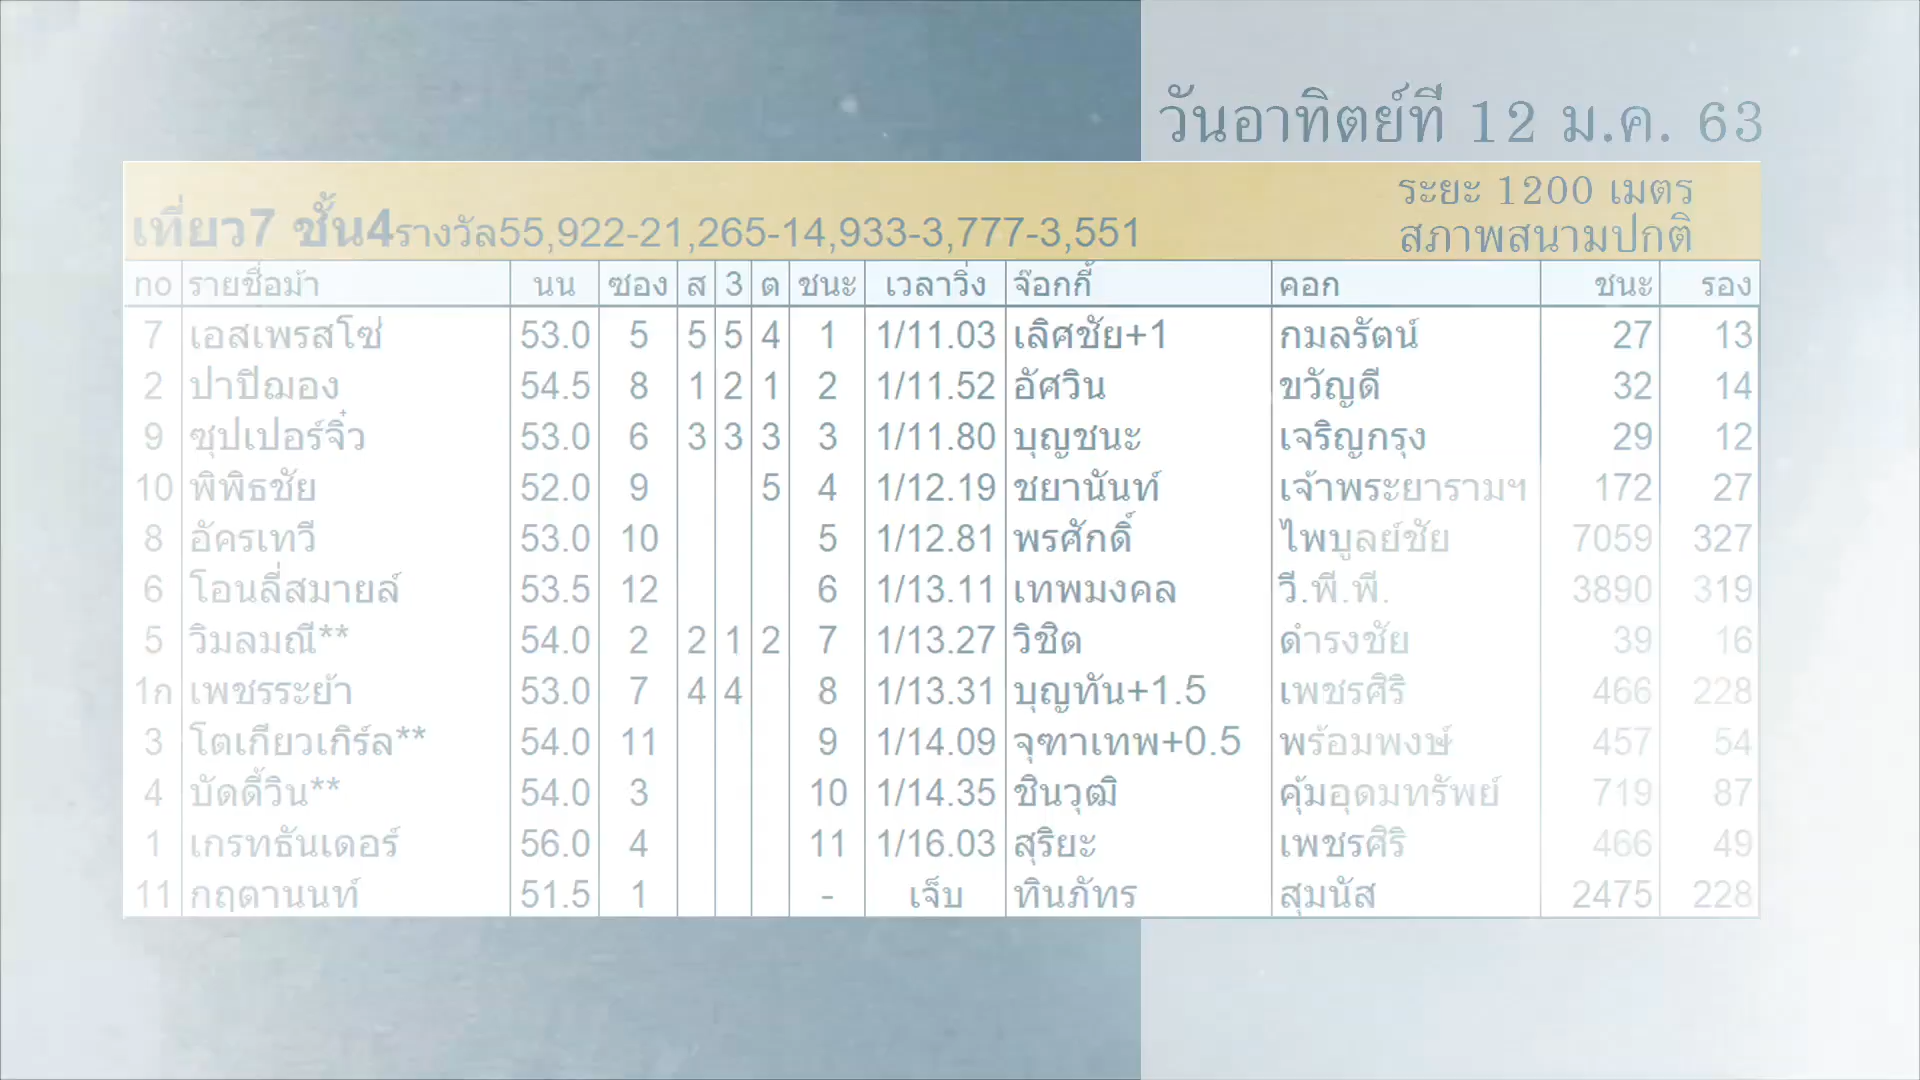 วันอาทิตย์ที่ 12 ม.ค. 63
ระยะ 1200 เมตร
เที่ยว7 ชั้น4รางวัล55,922-21,265-14,933-3,777-3,551
สภาพสนามปกติ
no รายชื่อม้า นน ซอง ส 3 ต ชนะ เวลาวิ่ง จ๊อกกี้ คอก ชนะ รอง
7 เอสเพรสโซ่ 53.0 5 5 5 4 1 1/11.03 เลิศชัย+1 กมลรัตน์ 27 13
2 ปาปิฌอง 54.5 8 1 2 1 2 1/11.52 อัศวิน ขวัญดี 32 14
9 ซุปเปอร์จิ๋ว 53.0 6 3 3 3 3 1/11.80 บุญชนะ เจริญกรุง 29 12
10 พิพิธชัย 52.0 9 5 4 1/12.19 ชยานันท์ เจ้าพระยารามฯ 172 27
8 อัครเทวี 53.0 10 5 1/12.81 พรศักดิ์ ไพบูลย์ชัย 7059 327
6 โอนลี่สมายล์ 53.5 12 6 1/13.11 เทพมงคล วี.พี.พี. 3890 319
5 วิมลมณี** 54.0 2 2 1 2 7 1/13.27 วิชิต ดำรงชัย 39 16
1ก เพชรระย้า 53.0 7 4 4 8 1/13.31 บุญทัน+1.5 เพชรศิริ 466 228
3 โตเกียวเกิร์ล** 54.0 11 9 1/14.09 จุฑาเทพ+0.5 พร้อมพงษ์ 457 54
4 บัดดี้วิน** 54.0 3 10 1/14.35 ชินวุฒิ คุ้มอุดมทรัพย์ 719 87
1 เกรทธันเดอร์ 56.0 4 11 1/16.03 สุริยะ เพชรศิริ 466 49
11 กฤตานนท์ 51.5 1 - เจ็บ ทินภัทร สุมนัส 2475 228